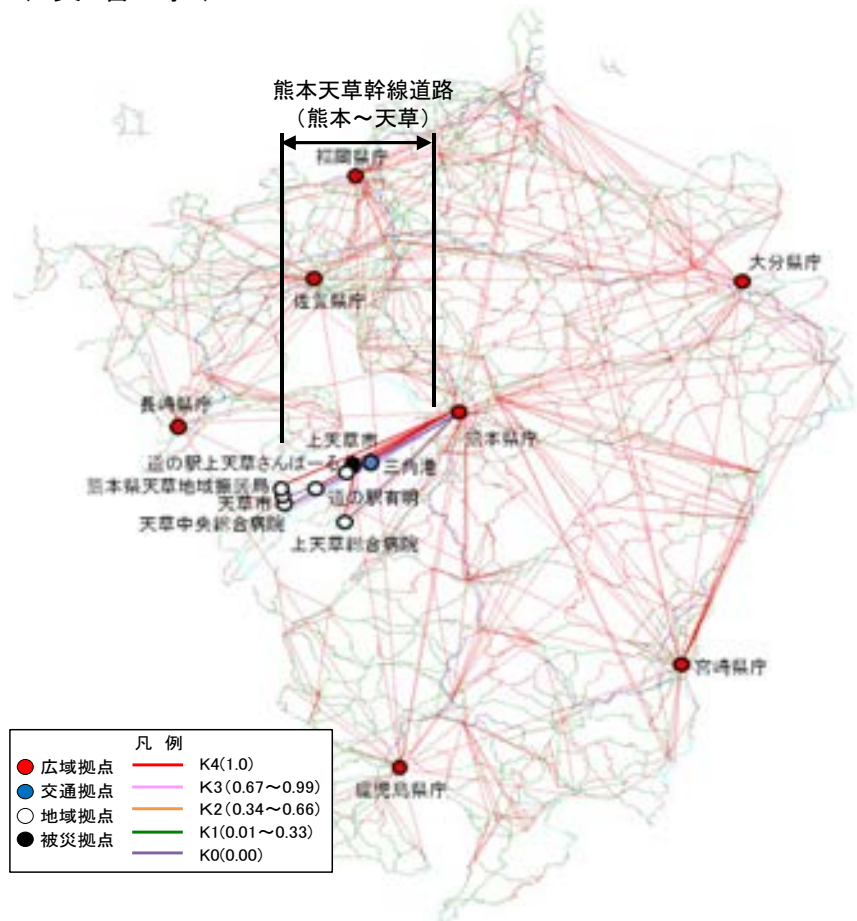 熊本天草幹線道路
（熊本～天草）
福岡県庁
大分県庁
佐賀県庁
長崎県庁
熊本県庁
上天草市
道の駅上天草さんぱーる
三角港
熊本県天草地域振興局
道の駅有明
天草市
天草中央総合病院
上天草総合病院
宮崎県庁
鹿児島県庁
凡 例
広域拠点
交通拠点
地域拠点
被災拠点
K4(1.0)
K3(0.67～0.99)
K2(0.34～0.66)
K1(0.01～0.33)
K0(0.00)